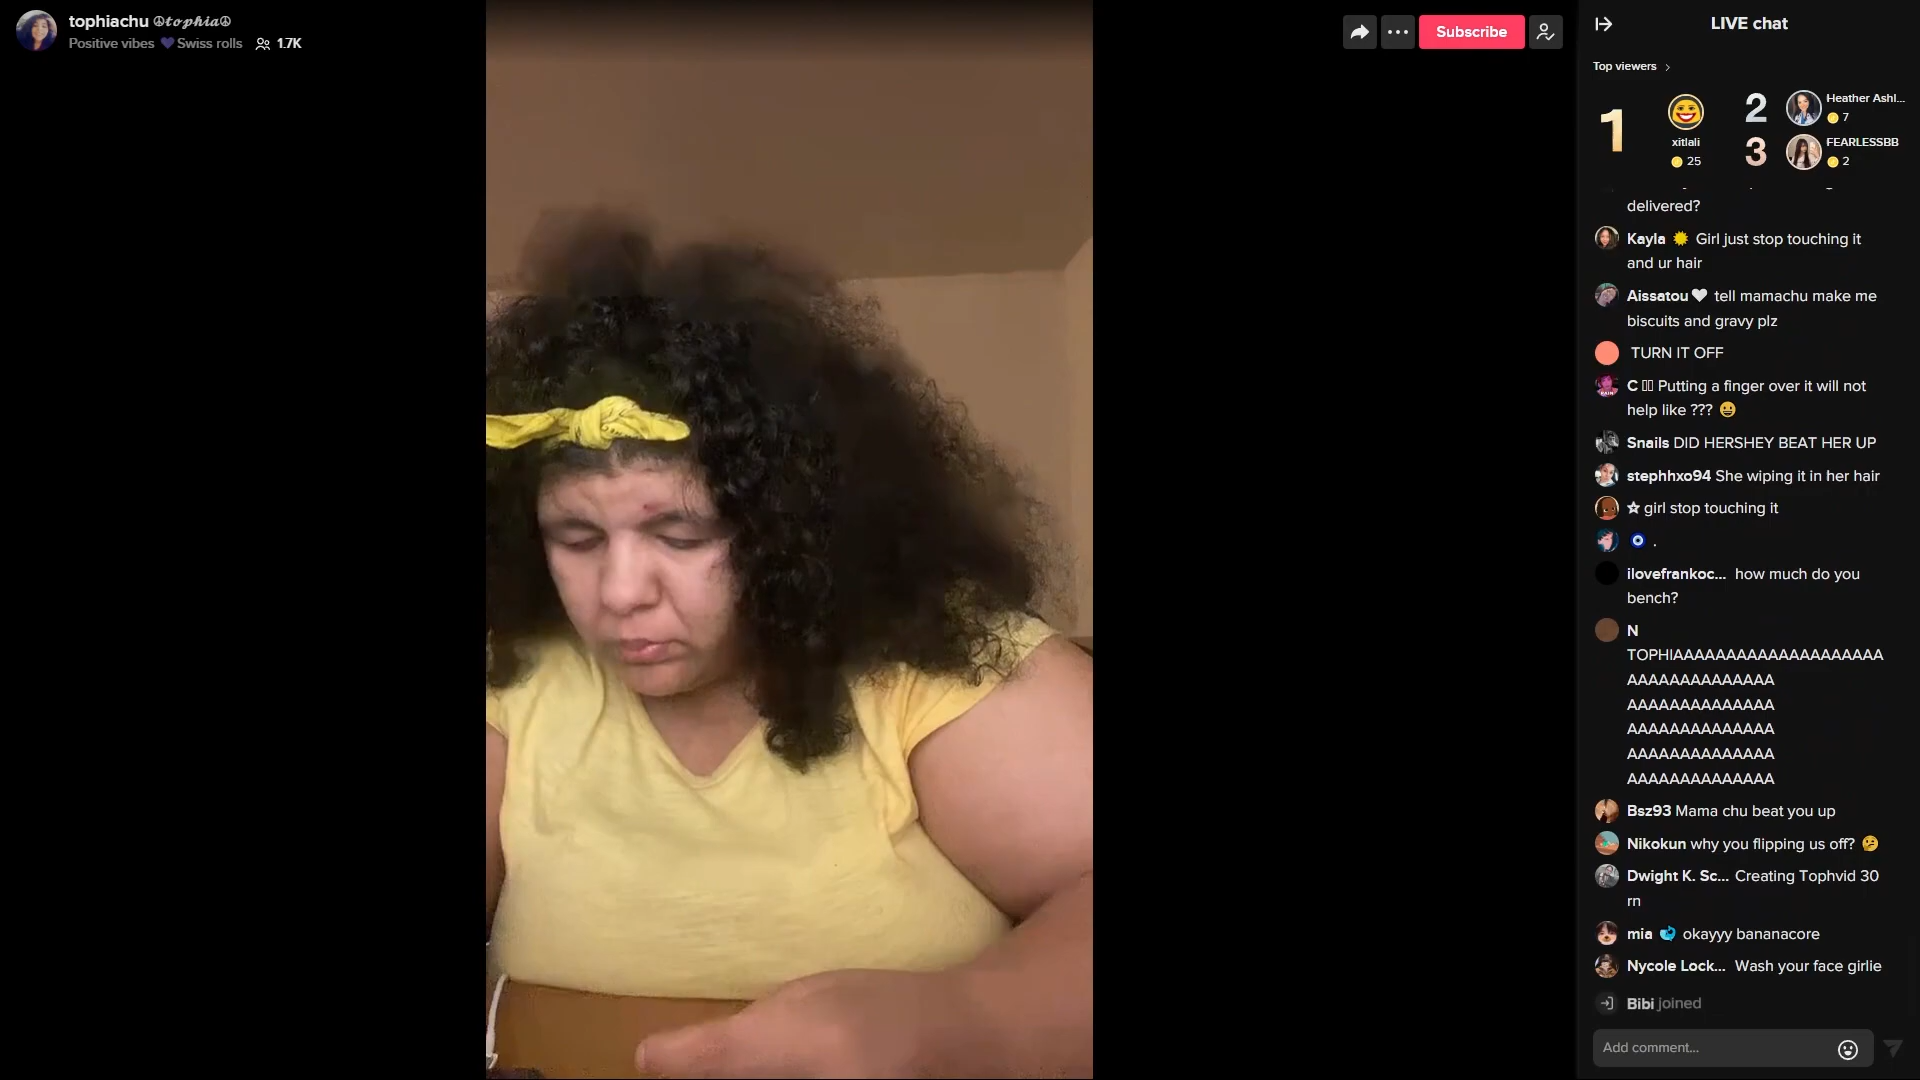 tophiachu ☮𝓽𝓸𝓹𝓱𝓲𝓪☮
Positive vibes 💜Swiss rolls 1.7K
Subscribe
LIVE chat
Top viewers
1
xitlali
25
2
Heather Ashl...
7
3
FEARLESSBB
2
delivered?
Kayla ☀ Girl just stop touching it
and ur hair
Aissatou🤍 tell mamachu make me
biscuits and gravy plz
TURN IT OFF
C ▯▯ Putting a finger over it will not
help like ??? 😀
Snails DID HERSHEY BEAT HER UP
stephhxo94 She wiping it in her hair
☆ girl stop touching it
🧿 .
ilovefrankoc... how much do you
bench?
N
TOPHIAAAAAAAAAAAAAAAAAAAA
AAAAAAAAAAAAAA
AAAAAAAAAAAAAA
AAAAAAAAAAAAAA
AAAAAAAAAAAAAA
AAAAAAAAAAAAAA
Bsz93 Mama chu beat you up
Nikokun why you flipping us off? 🤔
Dwight K. Sc... Creating Tophvid 30
rn
mia okayyy bananacore
Nycole Lock... Wash your face girlie
Bibi joined
Add comment...